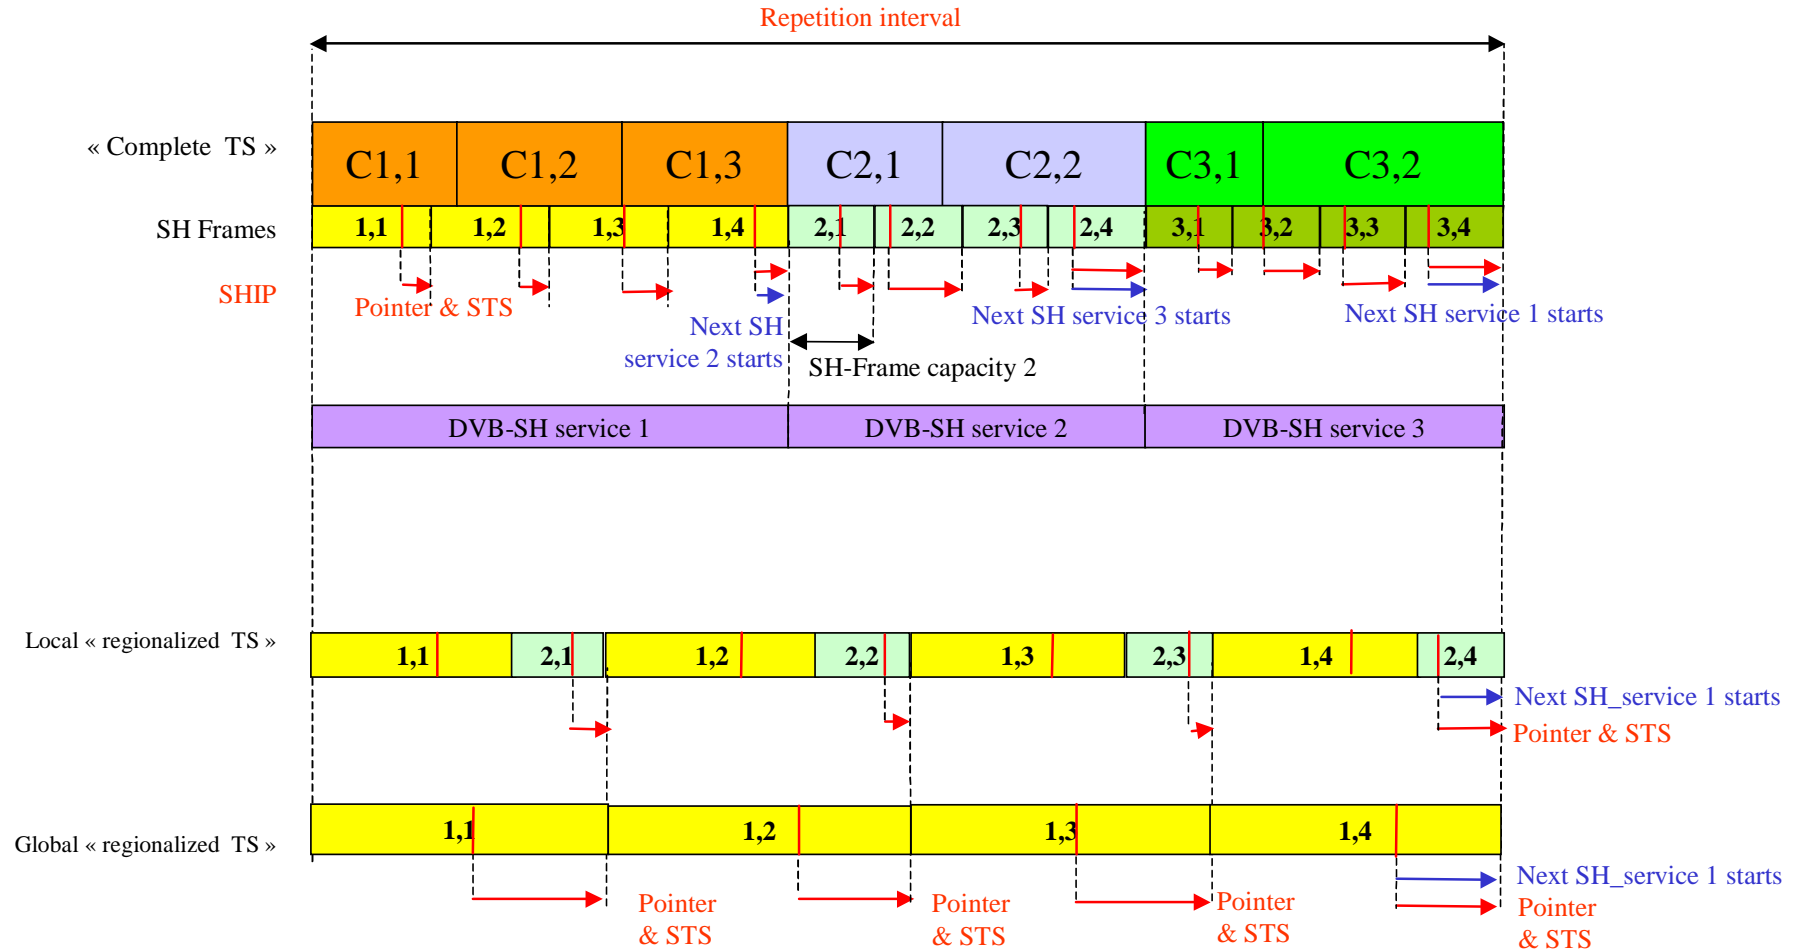 Repetition interval
« Complete TS »
C1,1 C1,2 C1,3 C2,1 C2,2 C3,1 C3,2
SH Frames
1,1 1,2 1,3 1,4 2,1 2,2 2,3 2,4 3,1 3,2 3,3 3,4
SHIP
Pointer & STS
Next SH
service 2 starts
Next SH service 3 starts
Next SH service 1 starts
SH-Frame capacity 2
DVB-SH service 1 DVB-SH service 2 DVB-SH service 3
Local « regionalized TS »
1,1 2,1 1,2 2,2 1,3 2,3 1,4 2,4
Next SH_service 1 starts
Pointer & STS
Global « regionalized TS »
1,1 1,2 1,3 1,4
Next SH_service 1 starts
Pointer
& STS
Pointer
& STS
Pointer
& STS
Pointer
& STS